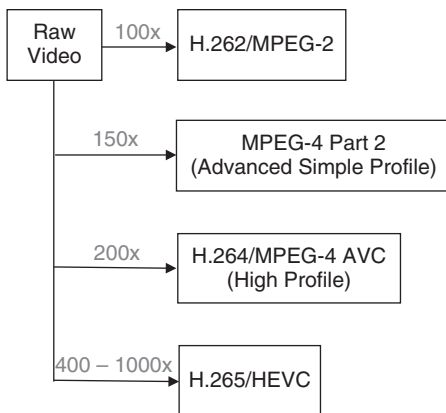 Raw
Video
100x
H.262/MPEG-2
150x
MPEG-4 Part 2
(Advanced Simple Profile)
200x
H.264/MPEG-4 AVC
(High Profile)
400 – 1000x
H.265/HEVC